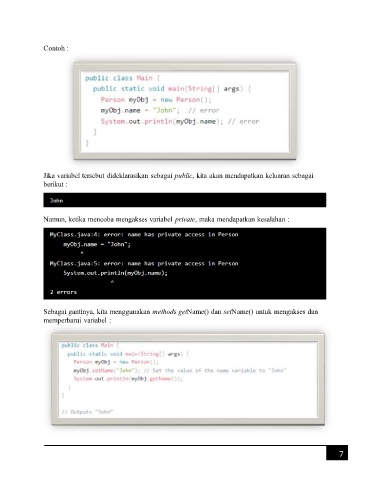 Contoh :
public class Main {
public static void main(String[] args) {
Person myObj = new Person();
myObj.name = "John";  // error
System.out.println(myObj.name); // error
}
}
Jika variabel tersebut dideklarasikan sebagai public, kita akan mendapatkan keluaran sebagai
berikut :
John
Namun, ketika mencoba mengakses variabel private, maka mendapatkan kesalahan :
MyClass.java:4: error: name has private access in Person
myObj.name = "John";
^
MyClass.java:5: error: name has private access in Person
System.out.println(myObj.name);
^
2 errors
Sebagai gantinya, kita menggunakan methods getName() dan setName() untuk mengakses dan
memperbarui variabel :
public class Main {
public static void main(String[] args) {
Person myObj = new Person();
myObj.setName("John"); // Set the value of the name variable to "John"
System.out.println(myObj.getName());
}
}
// Outputs "John"
7